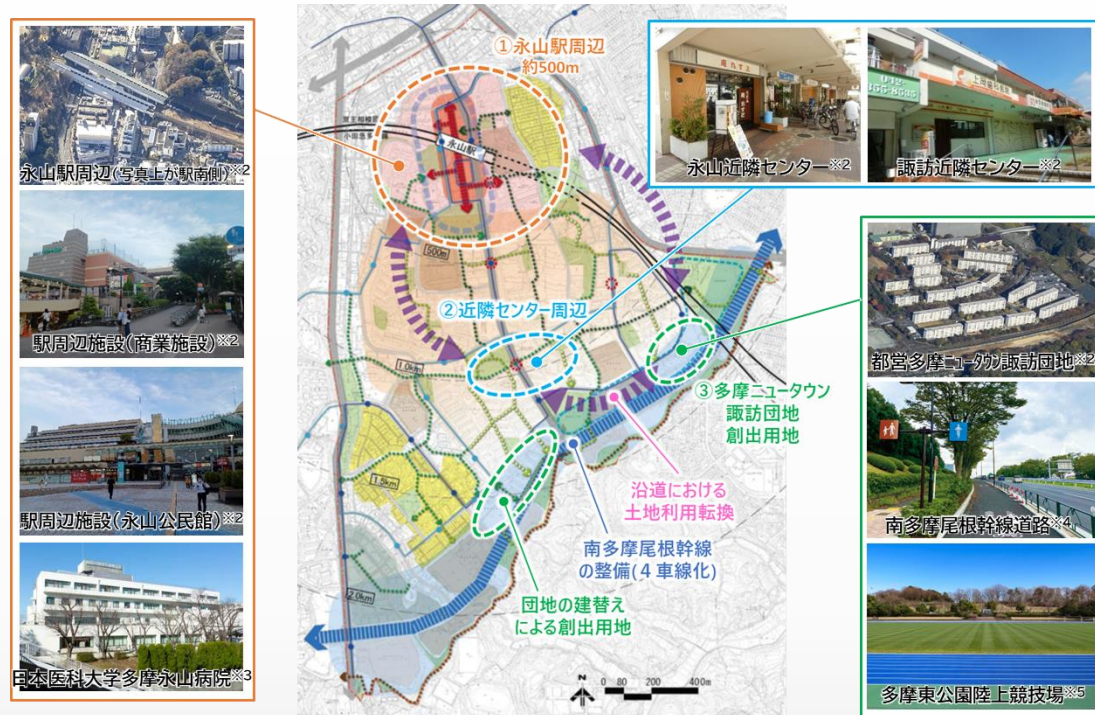 永山駅周辺(写真上が駅南側)※2
駅周辺施設(商業施設)※2
駅周辺施設(永山公民館)※2
日本医科大学多摩永山病院※3
①永山駅周辺
約500m
永山駅
500m
②近隣センター周辺
1.0km
③多摩ニュータウン
諏訪団地
創出用地
1.5km
沿道における
土地利用転換
南多摩尾根幹線
の整備(4車線化)
団地の建替え
による創出用地
2.0km
N
0 80 200 400m
永山近隣センター※2
諏訪近隣センター※2
都営多摩ニュータウン諏訪団地※2
南多摩尾根幹線道路※4
多摩東公園陸上競技場※5